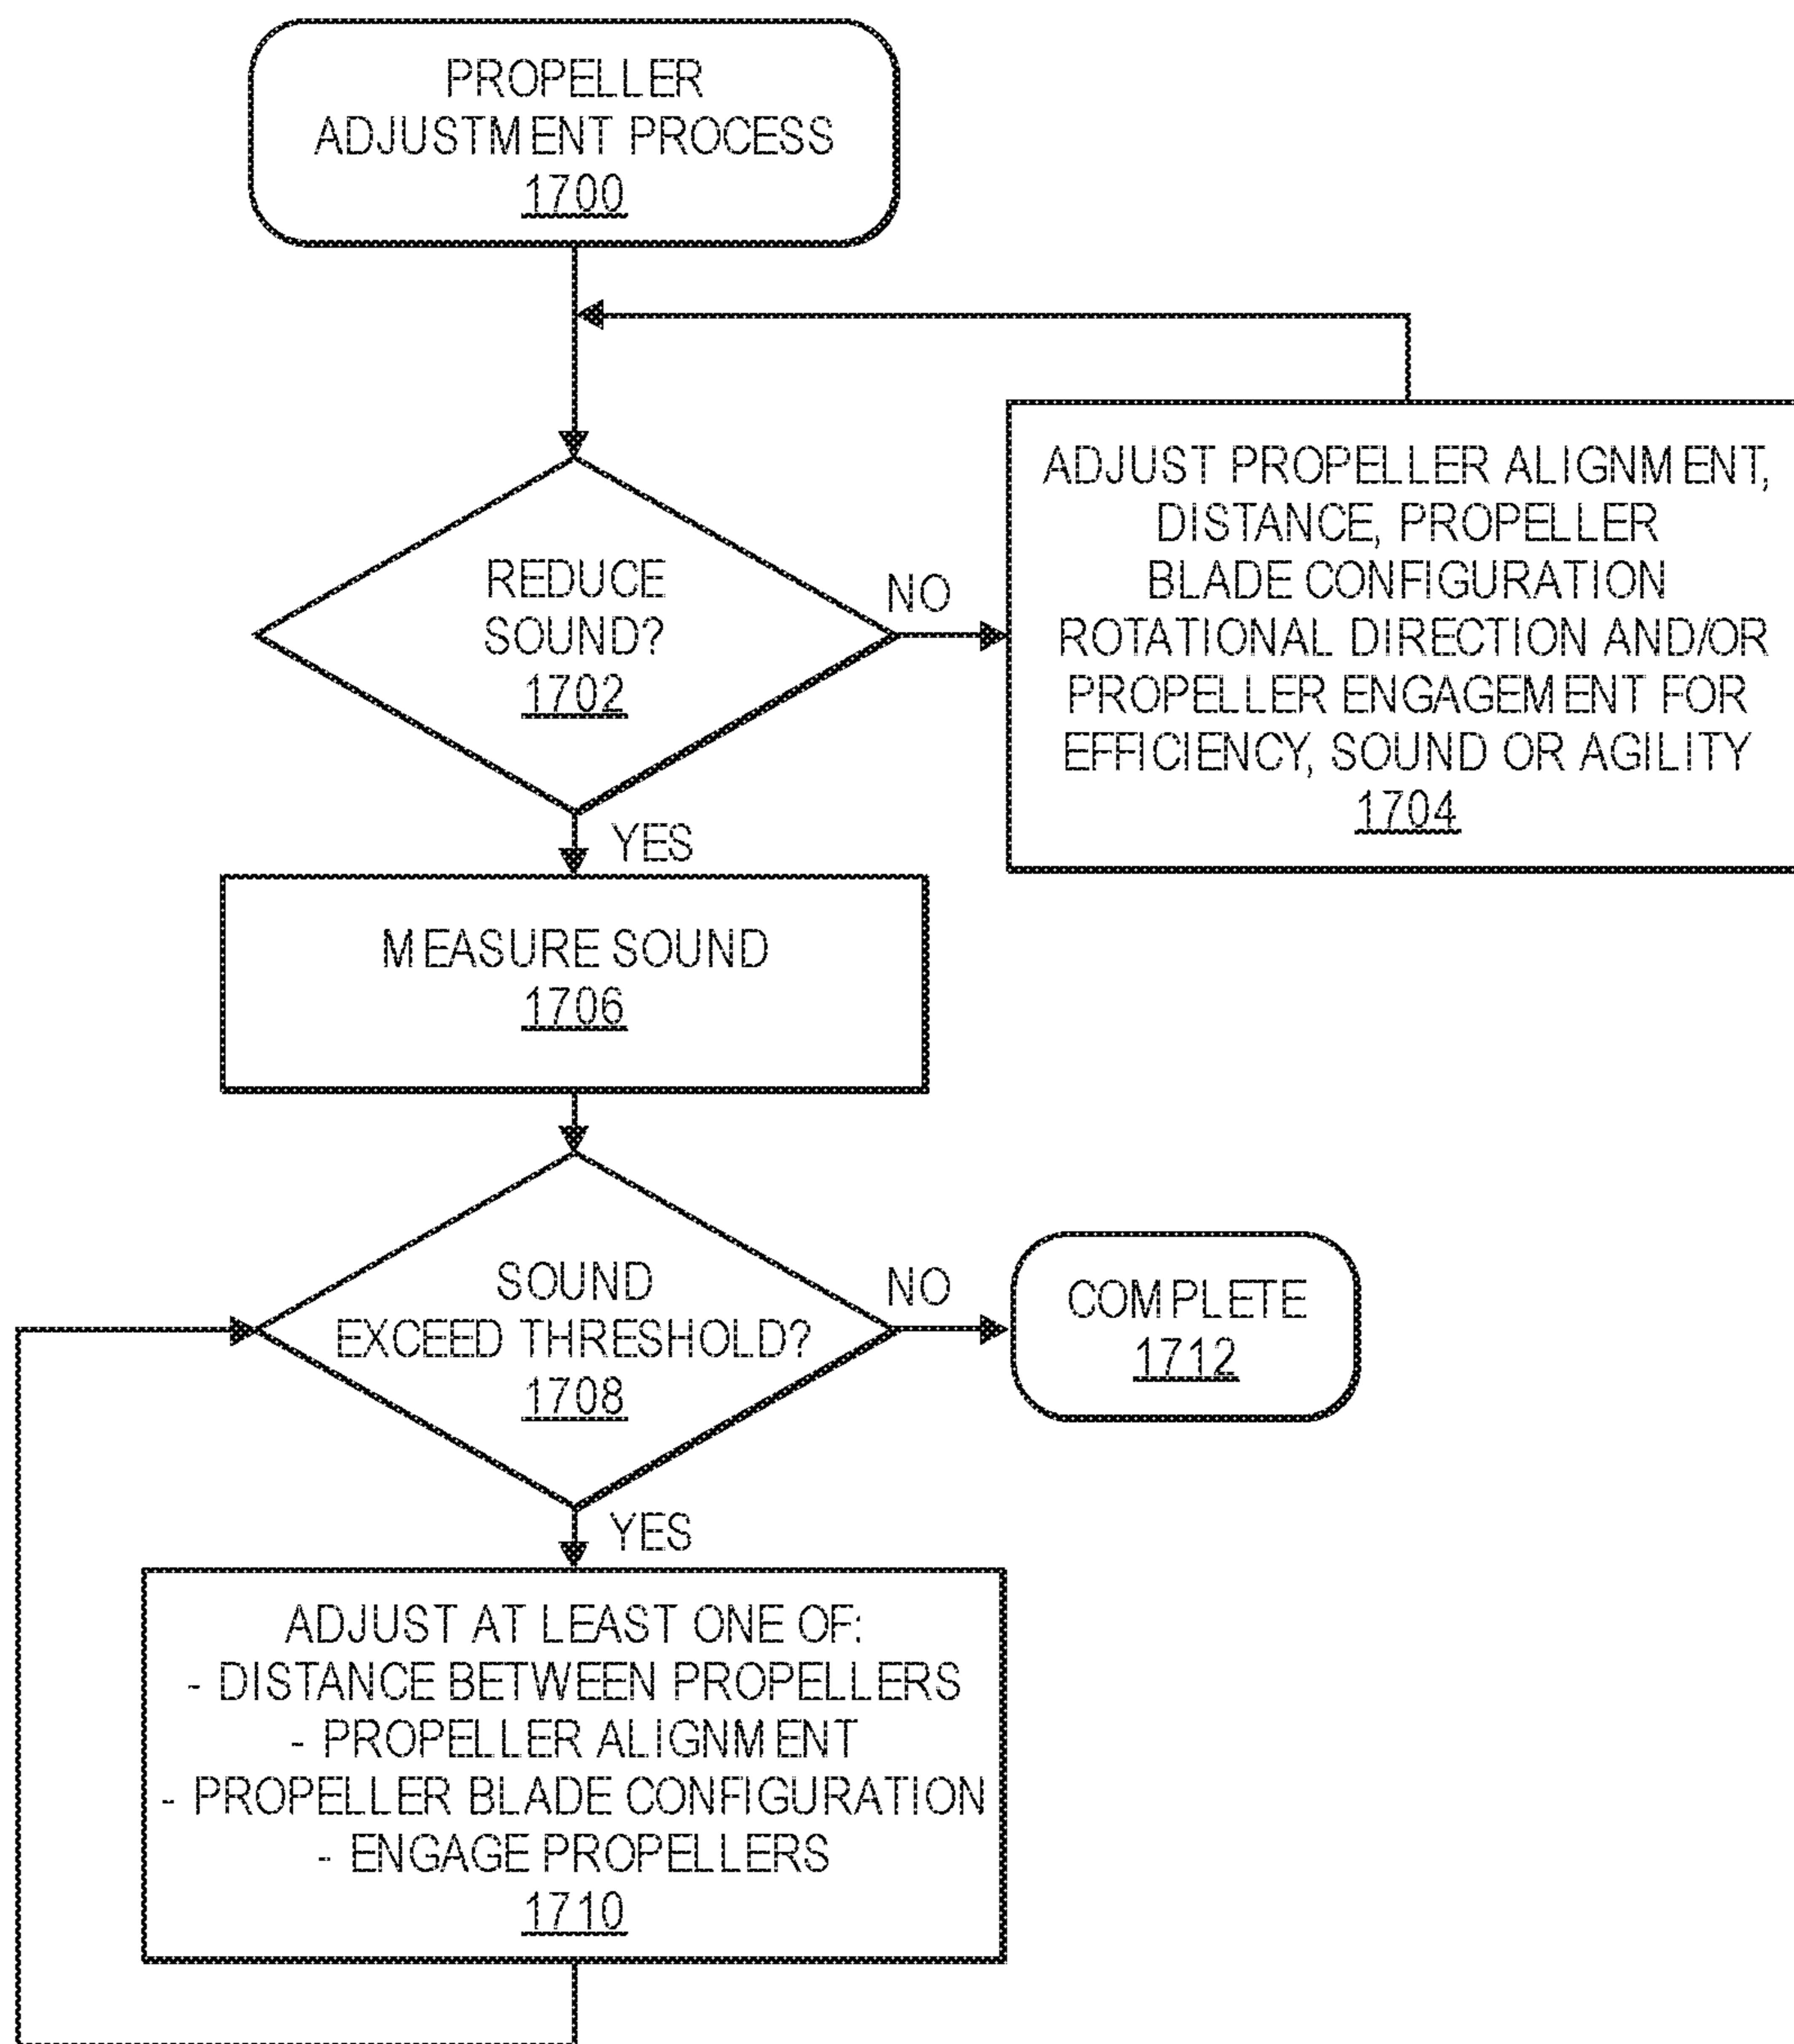 PROPELLER
ADJUSTMENT PROCESS
1700
REDUCE
SOUND?
1702
NO
ADJUST PROPELLER ALIGNMENT,
DISTANCE, PROPELLER
BLADE CONFIGURATION
ROTATIONAL DIRECTION AND/OR
PROPELLER ENGAGEMENT FOR
EFFICIENCY, SOUND OR AGILITY
1704
YES
MEASURE SOUND
1706
SOUND
EXCEED THRESHOLD?
1708
NO
COMPLETE
1712
YES
ADJUST AT LEAST ONE OF:
- DISTANCE BETWEEN PROPELLERS
- PROPELLER ALIGNMENT
- PROPELLER BLADE CONFIGURATION
- ENGAGE PROPELLERS
1710